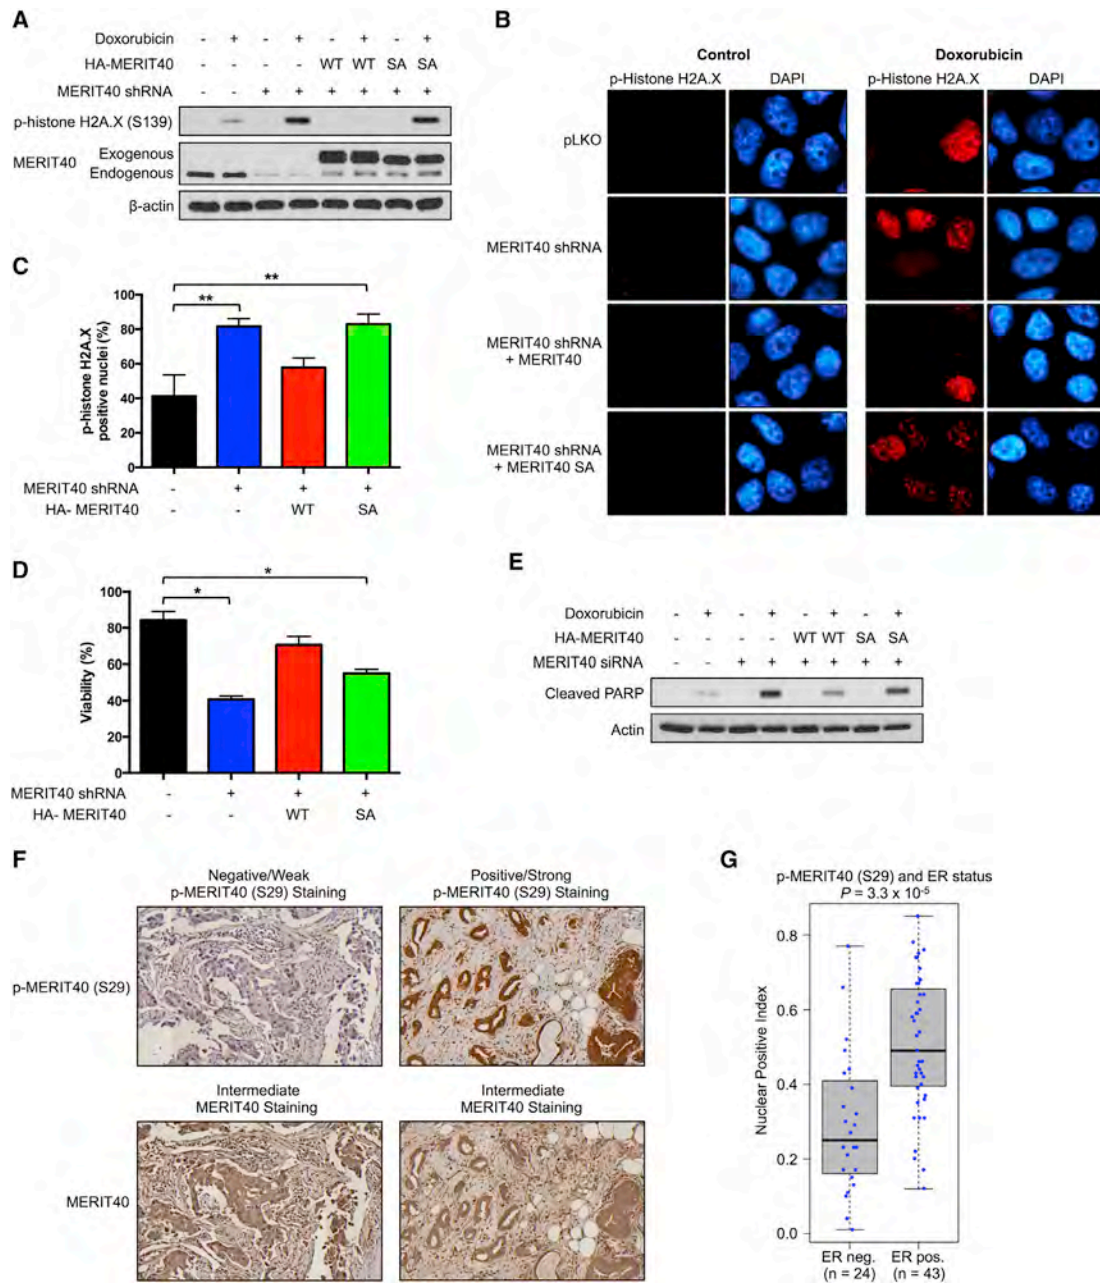 A
Doxorubicin - + - + - + - +
HA-MERIT40 - - - - WT WT SA SA
MERIT40 shRNA - - + + + + + +
p-histone H2A.X (S139)
MERIT40
Exogenous
Endogenous
β-actin
B
Control
Doxorubicin
p-Histone H2A.X DAPI p-Histone H2A.X DAPI
pLKO
MERIT40 shRNA
MERIT40 shRNA
+ MERIT40
MERIT40 shRNA
+ MERIT40 SA
C
**
**
p-histone H2A.X
positive nuclei (%)
100
80
60
40
20
0
MERIT40 shRNA - + + +
HA- MERIT40 - - WT SA
D
*
*
Viability (%)
100
80
60
40
20
0
MERIT40 shRNA - + + +
HA- MERIT40 - - WT SA
E
Doxorubicin - + - + - + - +
HA-MERIT40 - - - - WT WT SA SA
MERIT40 siRNA - - + + + + + +
Cleaved PARP
Actin
F
Negative/Weak
p-MERIT40 (S29) Staining
Positive/Strong
p-MERIT40 (S29) Staining
p-MERIT40 (S29)
Intermediate
MERIT40 Staining
Intermediate
MERIT40 Staining
MERIT40
G
p-MERIT40 (S29) and ER status
P = 3.3 x 10⁻⁵
Nuclear Positive Index
0.8
0.6
0.4
0.2
0.0
ER neg.
(n = 24)
ER pos.
(n = 43)